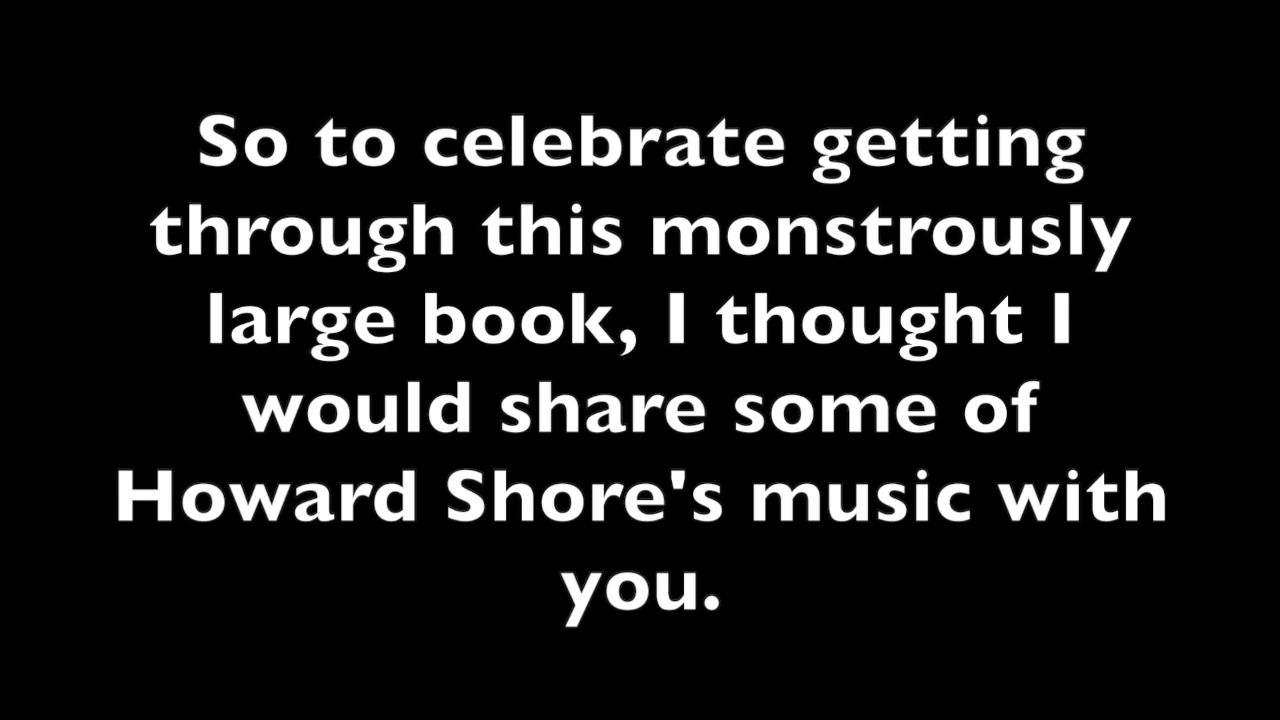 So to celebrate getting
through this monstrously
large book, I thought I
would share some of
Howard Shore's music with
you.